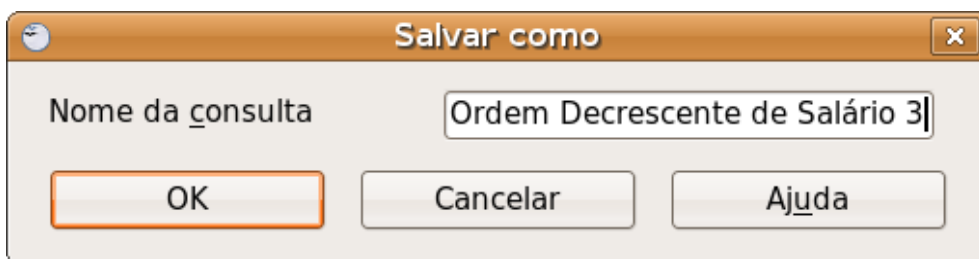 Salvar como
Nome da consulta Ordem Decrescente de Salário 3
OK Cancelar Ajuda